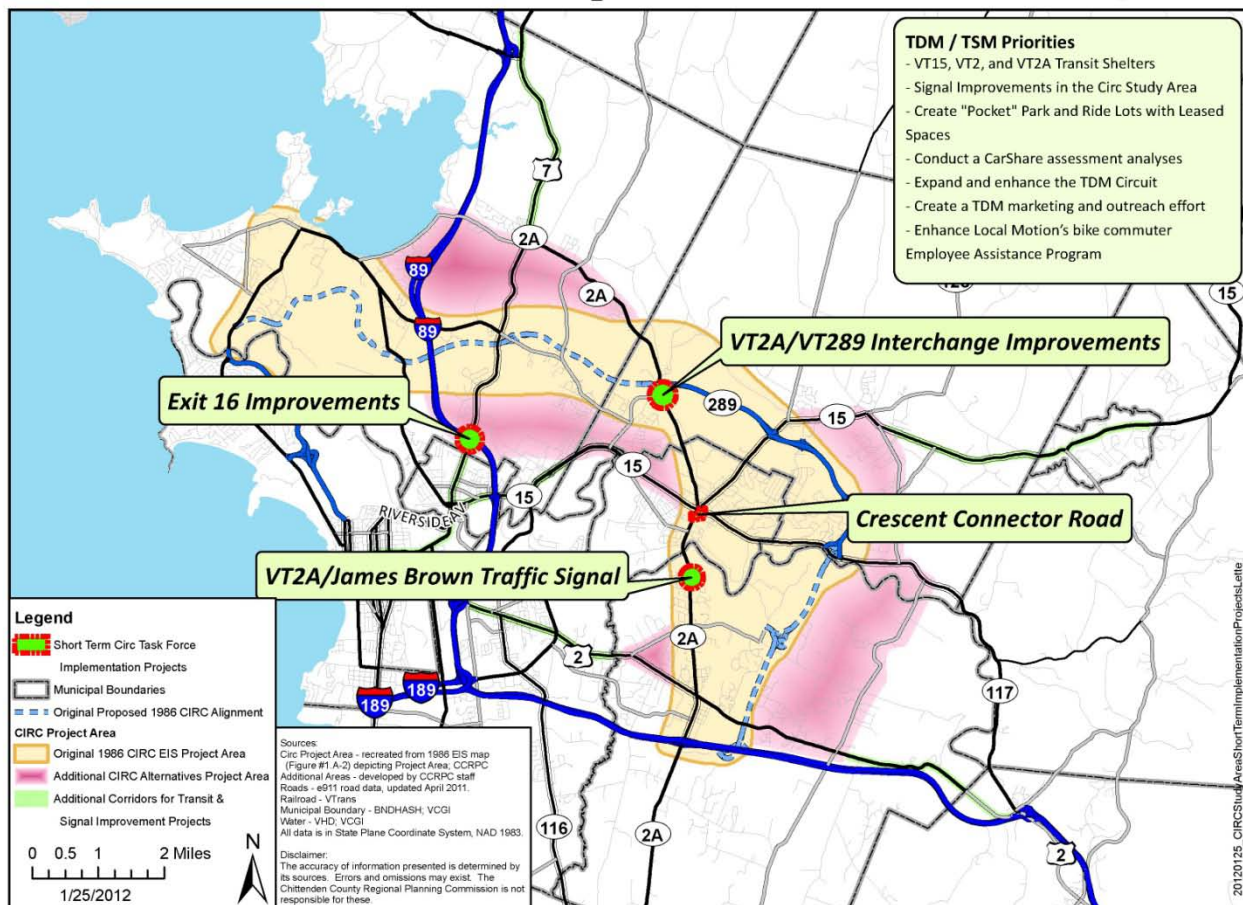 TDM / TSM Priorities
- VT15, VT2, and VT2A Transit Shelters
- Signal Improvements in the Circ Study Area
- Create "Pocket" Park and Ride Lots with Leased
Spaces
- Conduct a CarShare assessment analyses
- Expand and enhance the TDM Circuit
- Create a TDM marketing and outreach effort
- Enhance Local Motion's bike commuter
Employee Assistance Program
7
2A
89
2A
15
89
VT2A/VT289 Interchange Improvements
Exit 16 Improvements
289
15
15
15
RIVERSIDE AV
Crescent Connector Road
VT2A/James Brown Traffic Signal
2A
2
189
189
117
116
2A
2
Legend
Short Term Circ Task Force
Implementation Projects
Municipal Boundaries
Original Proposed 1986 CIRC Alignment
CIRC Project Area
Original 1986 CIRC EIS Project Area
Additional CIRC Alternatives Project Area
Additional Corridors for Transit &
Signal Improvement Projects
0 0.5 1 2 Miles
N
1/25/2012
Sources:
Circ Project Area - recreated from 1986 EIS map
(Figure #1.A-2) depicting Project Area; CCRPC
Additional Areas - developed by CCRPC staff
Roads - e911 road data, updated April 2011.
Railroad - VTrans
Municipal Boundary - BNDHASH; VCGI
Water - VHD; VCGI
All data is in State Plane Coordinate System, NAD 1983.
Disclaimer:
The accuracy of information presented is determined by
its sources. Errors and omissions may exist. The
Chittenden County Regional Planning Commission is not
responsible for these.
20120125_CIRCStudyAreaShortTermImplementationProjectsLette